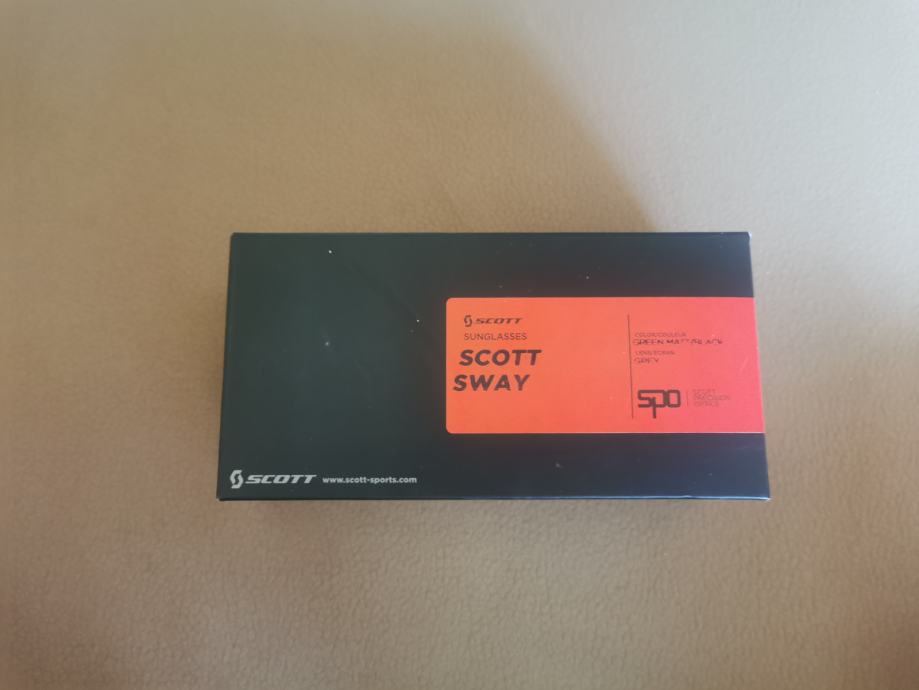 SCOTT
SUNGLASSES
SCOTT
SWAY
COLOR/COULEUR
GREEN MATT/BLACK
LENS/ECRAN
GREY
spo
SCOTT
PRECISION
OPTICS
SCOTT www.scott-sports.com